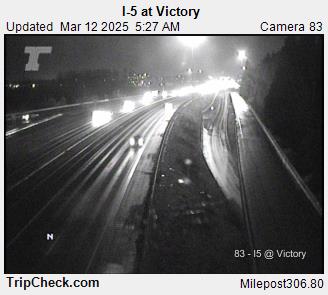 I-5 at Victory
Updated  Mar 12 2025  5:27 AM  Camera 83
T
N
83 - I5 @ Victory
TripCheck.com  Milepost306.80